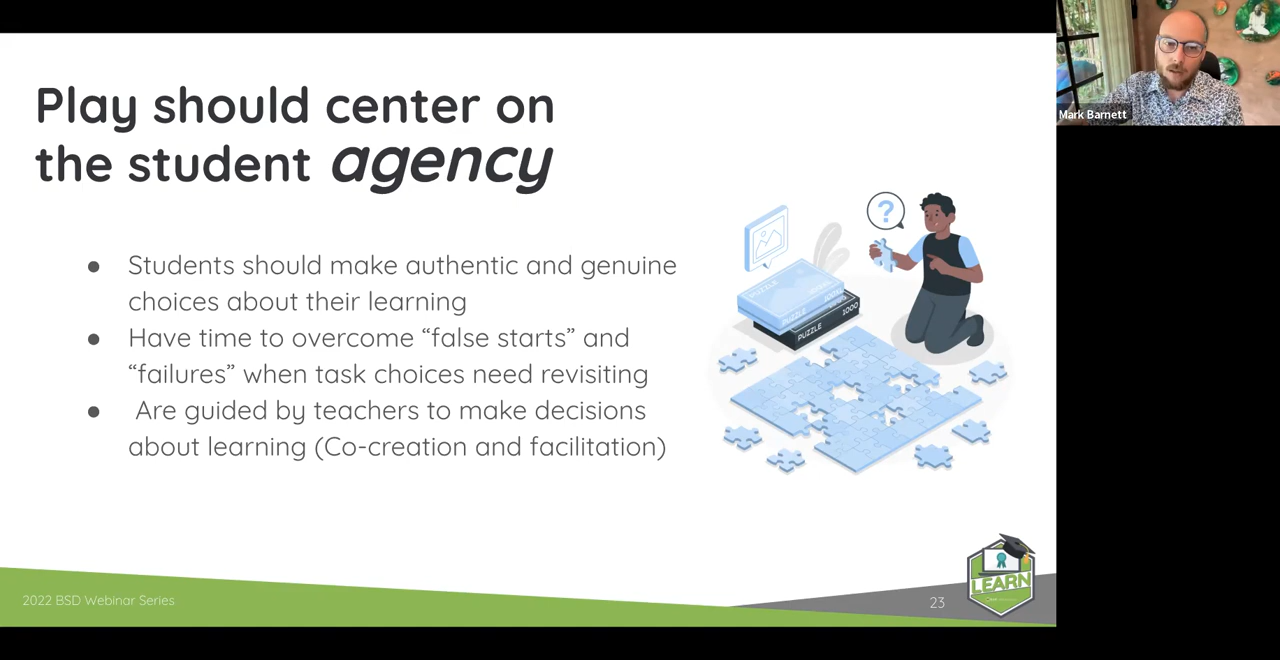 Play should center on
the student agency
● Students should make authentic and genuine
choices about their learning
● Have time to overcome “false starts” and
“failures” when task choices need revisiting
● Are guided by teachers to make decisions
about learning (Co-creation and facilitation)
?
PUZZLE
PUZZLE
1000
2022 BSD Webinar Series
23
LEARN
Mark Barnett